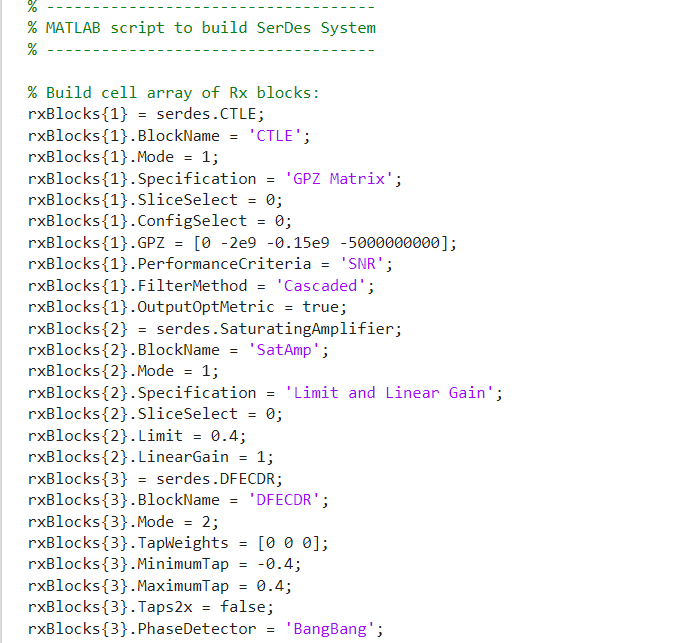 % -----------------------------------
% MATLAB script to build SerDes System
% -----------------------------------
% Build cell array of Rx blocks:
rxBlocks{1} = serdes.CTLE;
rxBlocks{1}.BlockName = 'CTLE';
rxBlocks{1}.Mode = 1;
rxBlocks{1}.Specification = 'GPZ Matrix';
rxBlocks{1}.SliceSelect = 0;
rxBlocks{1}.ConfigSelect = 0;
rxBlocks{1}.GPZ = [0 -2e9 -0.15e9 -5000000000];
rxBlocks{1}.PerformanceCriteria = 'SNR';
rxBlocks{1}.FilterMethod = 'Cascaded';
rxBlocks{1}.OutputOptMetric = true;
rxBlocks{2} = serdes.SaturatingAmplifier;
rxBlocks{2}.BlockName = 'SatAmp';
rxBlocks{2}.Mode = 1;
rxBlocks{2}.Specification = 'Limit and Linear Gain';
rxBlocks{2}.SliceSelect = 0;
rxBlocks{2}.Limit = 0.4;
rxBlocks{2}.LinearGain = 1;
rxBlocks{3} = serdes.DFECDR;
rxBlocks{3}.BlockName = 'DFECDR';
rxBlocks{3}.Mode = 2;
rxBlocks{3}.TapWeights = [0 0 0];
rxBlocks{3}.MinimumTap = -0.4;
rxBlocks{3}.MaximumTap = 0.4;
rxBlocks{3}.Taps2x = false;
rxBlocks{3}.PhaseDetector = 'BangBang';